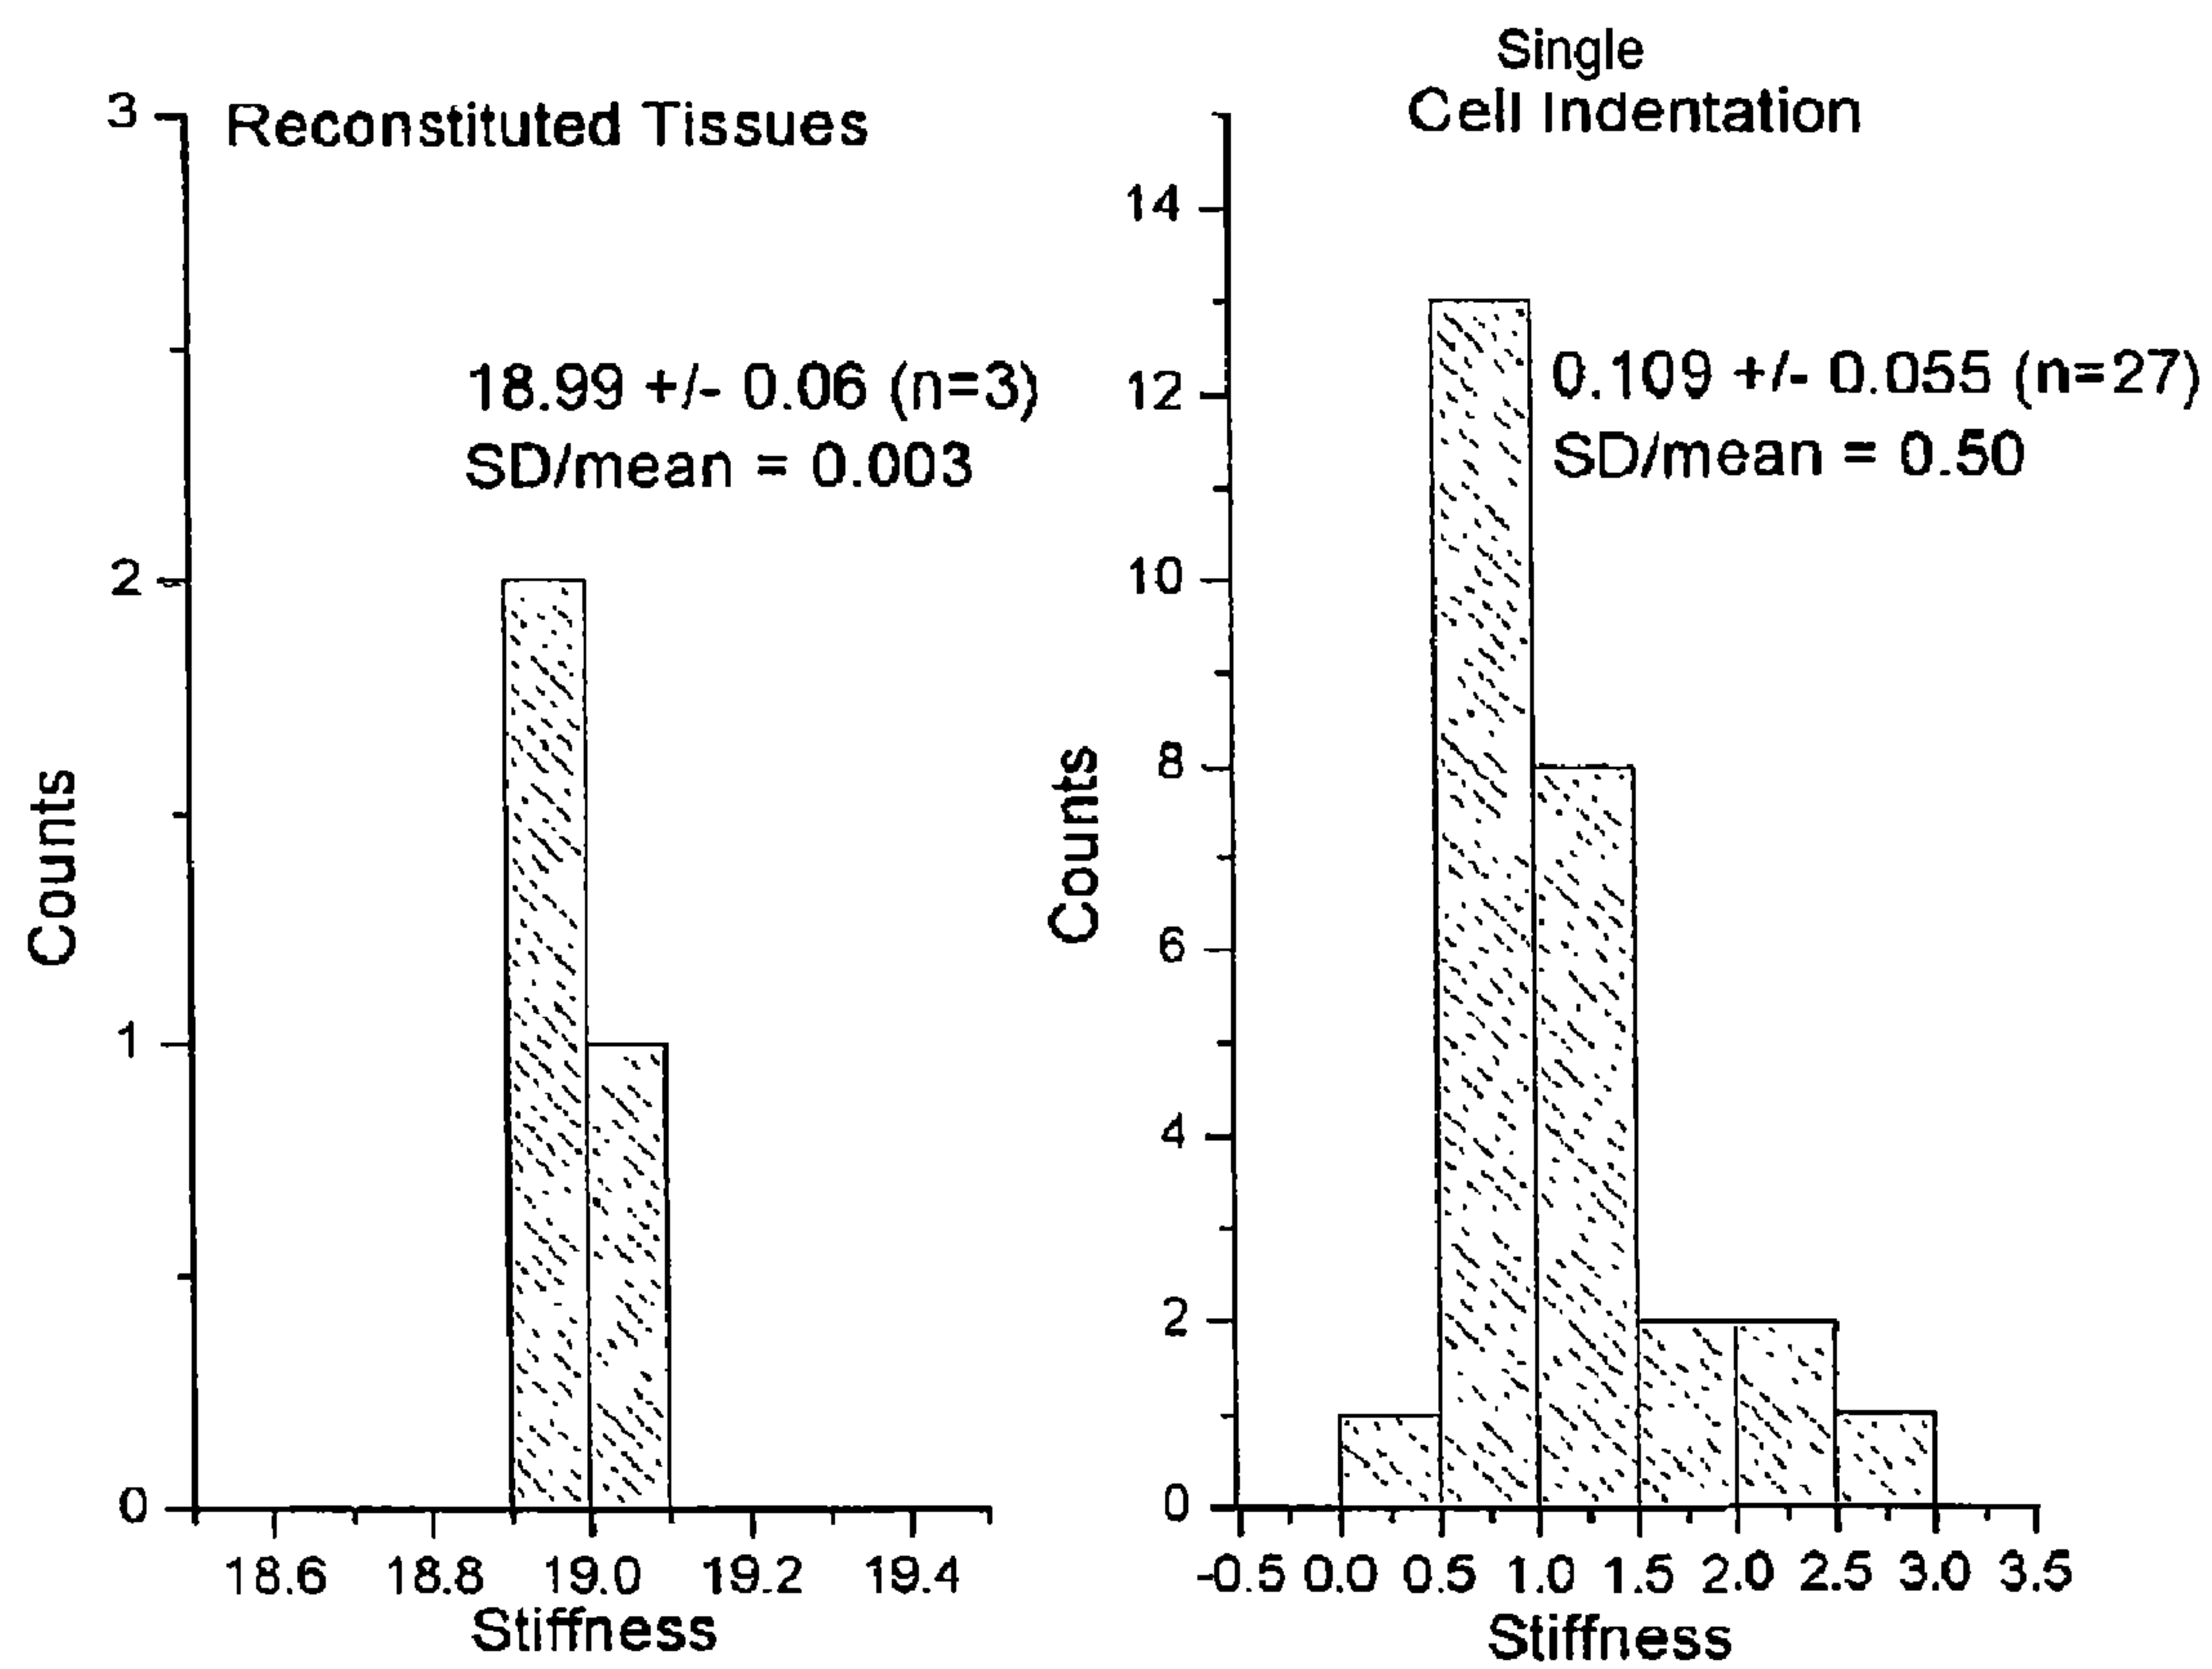 Reconstituted Tissues
18.99 +/- 0.06 (n=3)
SD/mean = 0.003
Counts
3
2
1
0
18.6 18.8 19.0 19.2 19.4
Stiffness
Single
Cell Indentation
0.109 +/- 0.055 (n=27)
SD/mean = 0.50
Counts
14
12
10
8
6
4
2
0
-0.5 0.0 0.5 1.0 1.5 2.0 2.5 3.0 3.5
Stiffness